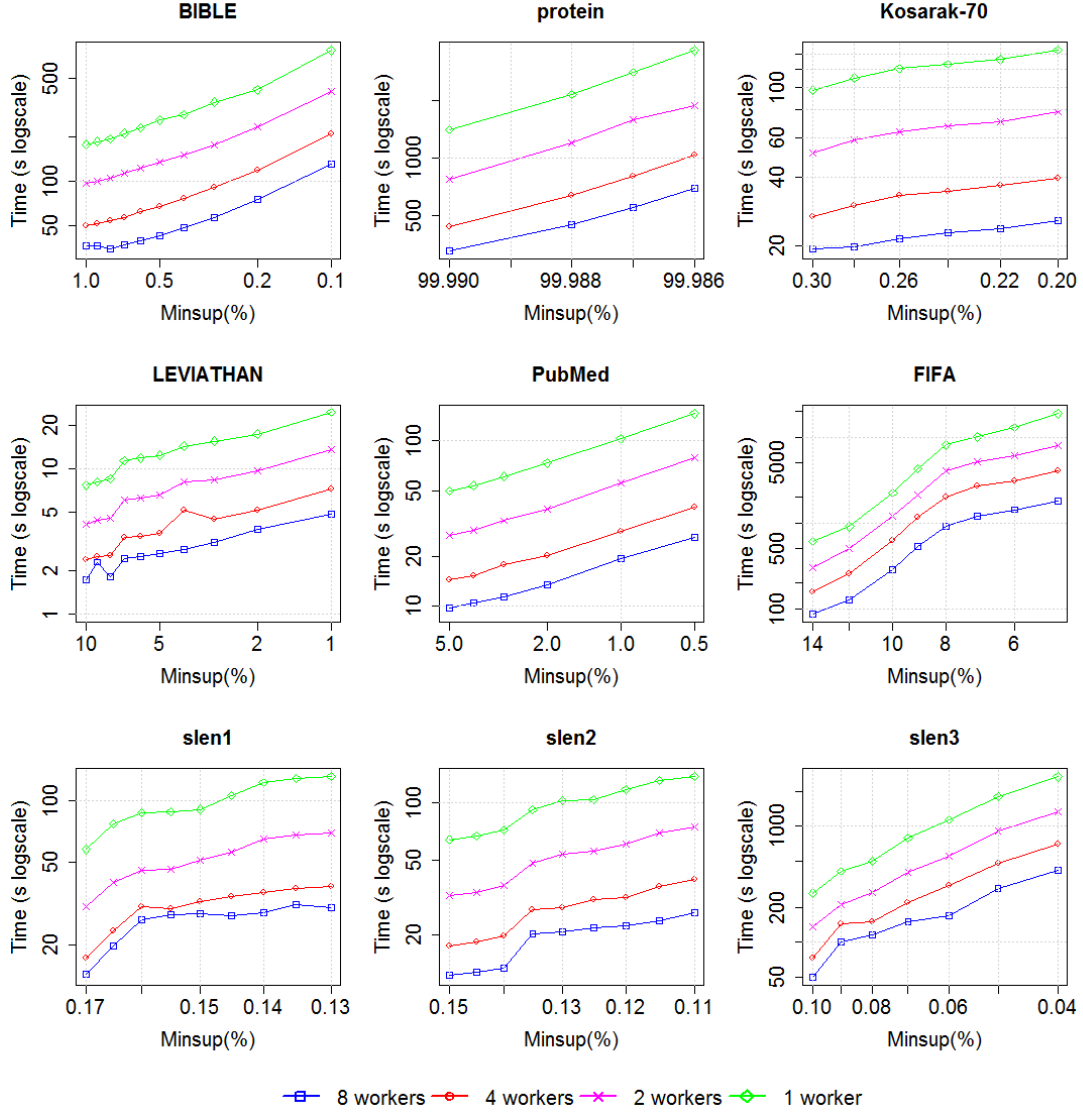 BIBLE
Time (s logscale)
500
100
50
1.0 0.5 0.2 0.1
Minsup(%)
protein
Time (s logscale)
1000
500
99.990 99.988 99.986
Minsup(%)
Kosarak-70
Time (s logscale)
100
60
40
20
0.30 0.26 0.22 0.20
Minsup(%)
LEVIATHAN
Time (s logscale)
20
10
5
2
1
10 5 2 1
Minsup(%)
PubMed
Time (s logscale)
100
50
20
10
5.0 2.0 1.0 0.5
Minsup(%)
FIFA
Time (s logscale)
5000
500
100
14 10 8 6
Minsup(%)
slen1
Time (s logscale)
100
50
20
0.17 0.15 0.14 0.13
Minsup(%)
slen2
Time (s logscale)
100
50
20
0.15 0.13 0.12 0.11
Minsup(%)
slen3
Time (s logscale)
1000
200
50
0.10 0.08 0.06 0.04
Minsup(%)
8 workers 4 workers 2 workers 1 worker